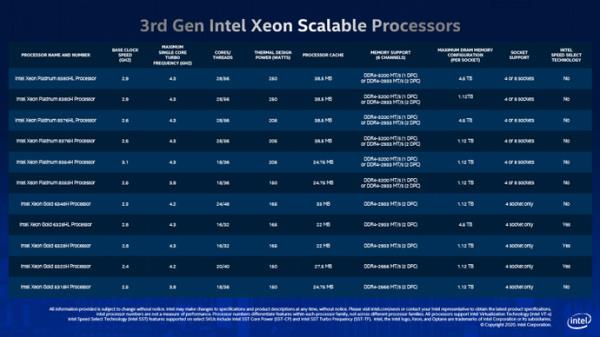 3rd Gen Intel Xeon Scalable Processors
PROCESSOR NAME AND NUMBER BASE CLOCK SPEED (GHZ) MAXIMUM SINGLE CORE TURBO FREQUENCY (GHZ) CORES/THREADS THERMAL DESIGN POWER (WATTS) PROCESSOR CACHE MEMORY SUPPORT (6 CHANNELS) MAXIMUM DRAM MEMORY CONFIGURATION (PER SOCKET) SOCKET SUPPORT INTEL SPEED SELECT TECHNOLOGY
Intel Xeon Platinum 8380HL Processor 2.9 4.3 28/56 250 38.5 MB DDR4-3200 MT/S (1 DPC) or DDR4-2933 MT/S (2 DPC) 4.5 TB 4 or 8 sockets No
Intel Xeon Platinum 8380H Processor 2.9 4.3 28/56 250 38.5 MB DDR4-3200 MT/S (1 DPC) or DDR4-2933 MT/S (2 DPC) 1.12TB 4 or 8 sockets No
Intel Xeon Platinum 8376HL Processor 2.6 4.3 28/56 205 38.5 MB DDR4-3200 MT/S (1 DPC) or DDR4-2933 MT/S (2 DPC) 4.5 TB 4 or 8 sockets No
Intel Xeon Platinum 8376H Processor 2.6 4.3 28/56 205 38.5 MB DDR4-3200 MT/S (1 DPC) or DDR4-2933 MT/S (2 DPC) 1.12 TB 4 or 8 sockets No
Intel Xeon Platinum 8354H Processor 3.1 4.3 18/36 205 24.75 MB DDR4-3200 MT/S (1 DPC) or DDR4-2933 MT/S (2 DPC) 1.12 TB 4 or 8 sockets No
Intel Xeon Platinum 8353H Processor 2.5 3.8 18/36 150 24.75 MB DDR4-3200 MT/S (1 DPC) or DDR4-2933 MT/S (2 DPC) 1.12 TB 4 or 8 sockets No
Intel Xeon Gold 6348H Processor 2.3 4.2 24/48 165 33 MB DDR4-2933 MT/S 1.12 TB 4 socket only No
Intel Xeon Gold 6328HL Processor 2.8 4.3 16/32 165 22 MB DDR4-2933 MT/S 4.5 TB 4 socket only Yes
Intel Xeon Gold 6328H Processor 2.8 4.3 16/32 165 22 MB DDR4-2933 MT/S 1.12 TB 4 socket only Yes
Intel Xeon Gold 5320H Processor 2.4 4.2 20/40 150 27.5 MB DDR4-2933 MT/S 1.12 TB 4 socket only Yes
Intel Xeon Gold 5318H Processor 2.5 3.8 18/36 150 24.75 MB DDR4-2666 MT/S 1.12 TB 4 socket only No
All information provided is subject to change without notice. Intel may make changes to specifications and product descriptions at any time, without notice. Please visit intel.com/xeon or contact your Intel representative to obtain the latest product specifications.
Intel processor numbers are not a measure of performance. Processor numbers differentiate features within each processor family, not across different processor families. All processors support Intel Virtualization Technology (Intel VT-x)
Intel Speed Select Technology (Intel SST) features supported on select SKUs include Intel SST Core Power (SST-CP) and Intel SST Turbo Frequency (SST-TF). Intel, the Intel logo, Xeon, and Optane are trademarks of Intel Corporation or its subsidiaries.
© Copyright 2020. Intel Corporation.
intel